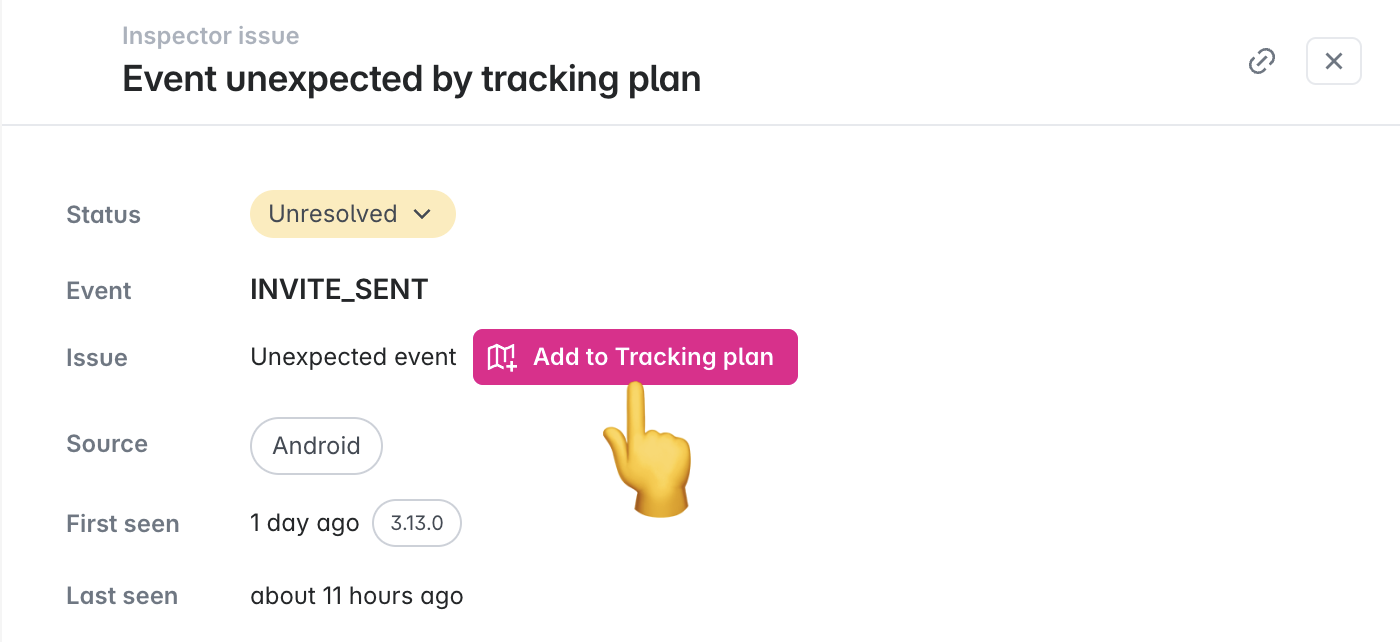 Inspector issue
Event unexpected by tracking plan
Status Unresolved
Event INVITE_SENT
Issue Unexpected event Add to Tracking plan
Source Android
First seen 1 day ago 3.13.0
Last seen about 11 hours ago